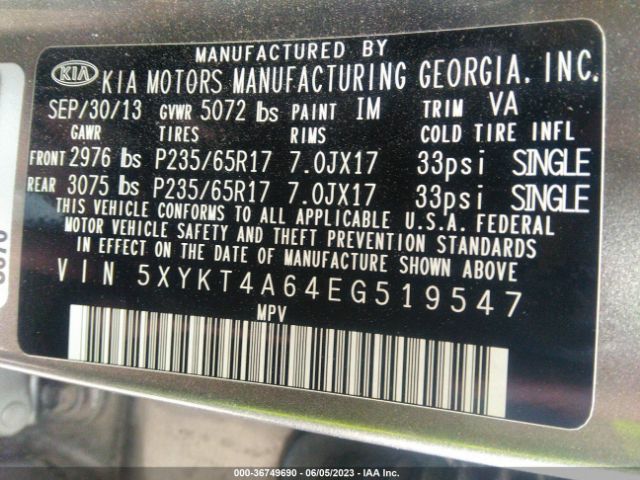 MANUFACTURED BY
KIA KIA MOTORS MANUFACTURING GEORGIA, INC.
SEP/30/13 GVWR 5072 lbs PAINT IM TRIM VA
GAWR TIRES RIMS COLD TIRE INFL
FRONT 2976 lbs P235/65R17 7.0JX17 33psi SINGLE
REAR 3075 lbs P235/65R17 7.0JX17 33psi SINGLE
THIS VEHICLE CONFORMS TO ALL APPLICABLE U.S.A. FEDERAL
MOTOR VEHICLE SAFETY AND THEFT PREVENTION STANDARDS
IN EFFECT ON THE DATE OF MANUFACTURE SHOWN ABOVE
VIN 5XYKT4A64EG519547
MPV
000-36749690 - 06/05/2023 - IAA Inc.